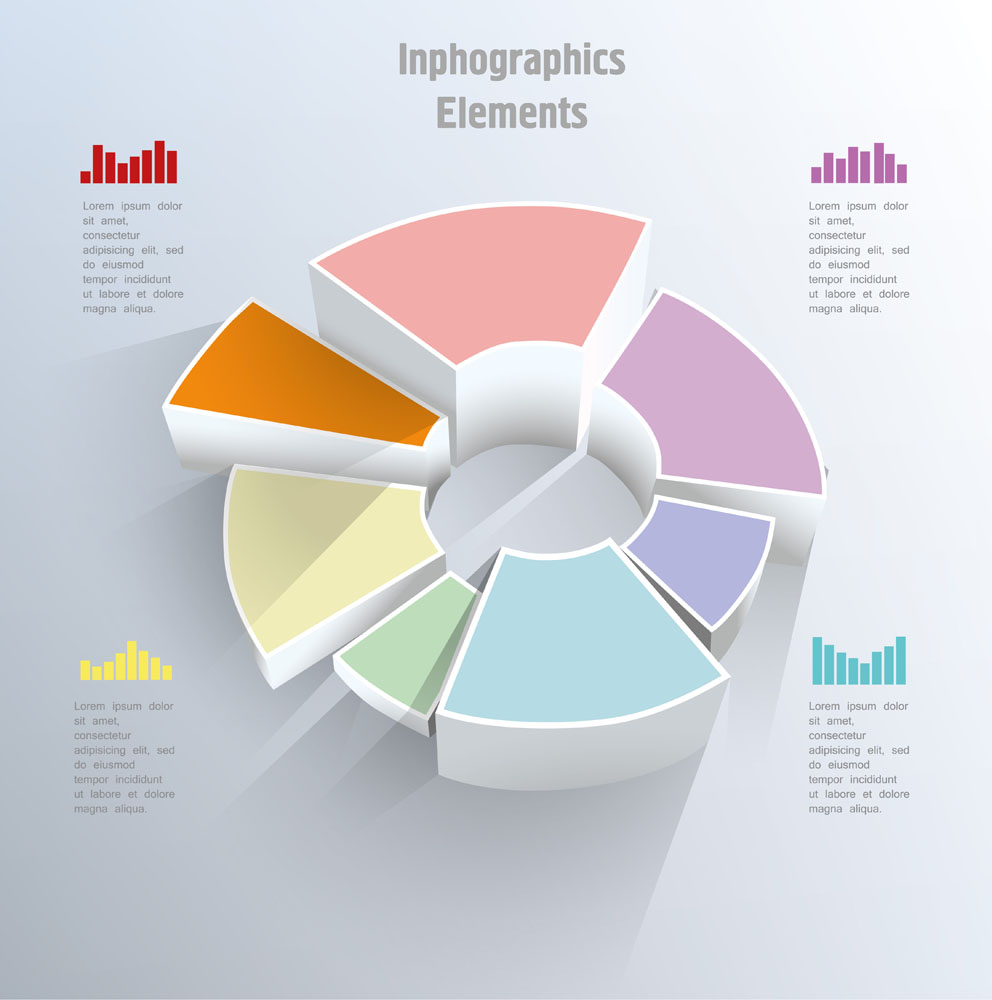 Inphographics
Elements
Lorem ipsum dolor
sit amet,
consectetur
adipisicing elit, sed
do eiusmod
tempor incididunt
ut labore et dolore
magna aliqua.
Lorem ipsum dolor
sit amet,
consectetur
adipisicing elit, sed
do eiusmod
tempor incididunt
ut labore et dolore
magna aliqua.
Lorem ipsum dolor
sit amet,
consectetur
adipisicing elit, sed
do eiusmod
tempor incididunt
ut labore et dolore
magna aliqua.
Lorem ipsum dolor
sit amet,
consectetur
adipisicing elit, sed
do eiusmod
tempor incididunt
ut labore et dolore
magna aliqua.